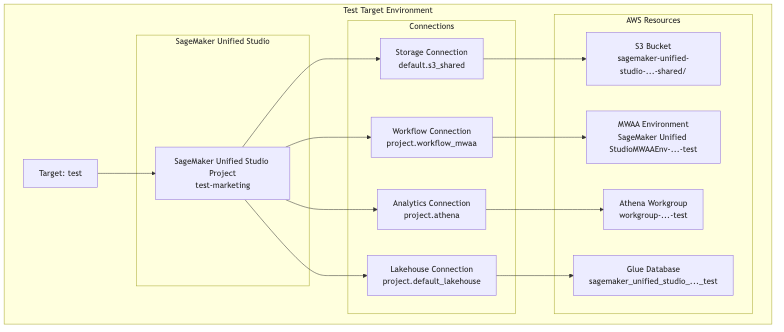 Test Target Environment
SageMaker Unified Studio
Connections
AWS Resources
Target: test
SageMaker Unified Studio
Project
test-marketing
Storage Connection
default.s3_shared
Workflow Connection
project.workflow_mwaa
Analytics Connection
project.athena
Lakehouse Connection
project.default_lakehouse
S3 Bucket
sagemaker-unified-
studio-...-shared/
MWAA Environment
SageMaker Unified
StudioMWAAEnv-...-test
Athena Workgroup
workgroup-...-test
Glue Database
sagemaker_unified_studio_..._test